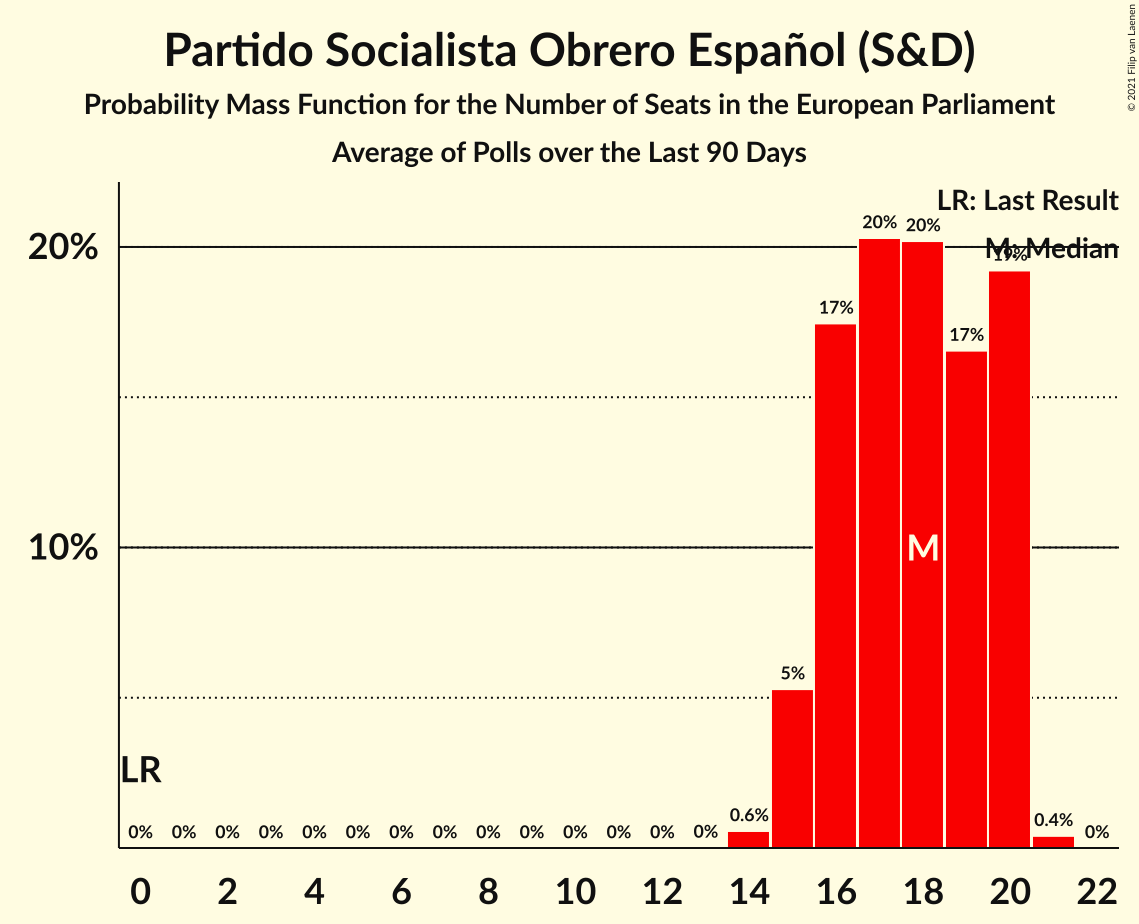 Partido Socialista Obrero Español (S&D)
Probability Mass Function for the Number of Seats in the European Parliament
Average of Polls over the Last 90 Days
© 2021 Filip van Laenen
LR: Last Result
M: Median
20%
10%
20%
20%
19%
17%
17%
5%
0.6%
0.4%
M
LR
0% 0% 0% 0% 0% 0% 0% 0% 0% 0% 0% 0% 0% 0% 0%
0 2 4 6 8 10 12 14 16 18 20 22